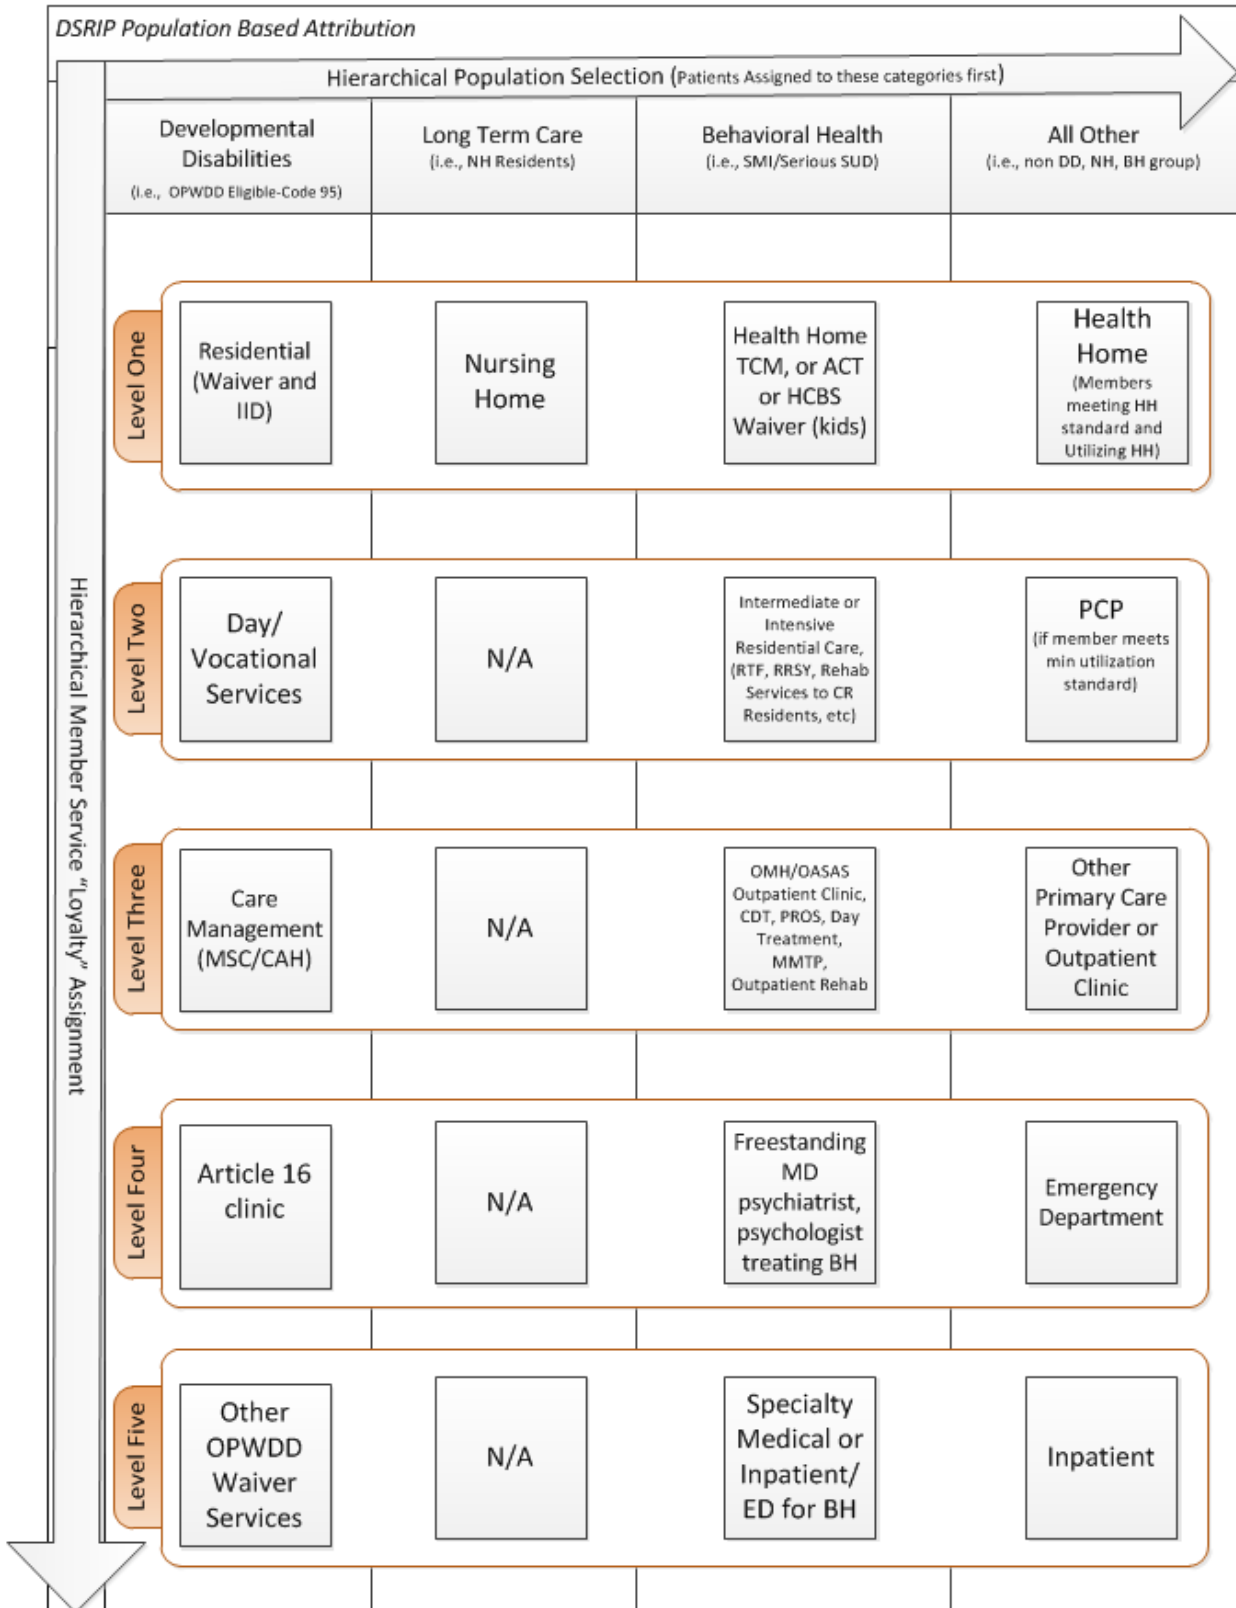 DSRIP Population Based Attribution
Hierarchical Population Selection (Patients Assigned to these categories first)
Developmental
Disabilities
(i.e., OPWDD Eligible-Code 95)
Long Term Care
(i.e., NH Residents)
Behavioral Health
(i.e., SMI/Serious SUD)
All Other
(i.e., non DD, NH, BH group)
Hierarchical Member Service "Loyalty" Assignment
Level One
Residential
(Waiver and
IID)
Nursing
Home
Health Home
TCM, or ACT
or HCBS
Waiver (kids)
Health
Home
(Members
meeting HH
standard and
Utilizing HH)
Level Two
Day/
Vocational
Services
N/A
Intermediate or
Intensive
Residential Care,
(RTF, RRSY, Rehab
Services to CR
Residents, etc)
PCP
(if member meets
min utilization
standard)
Level Three
Care
Management
(MSC/CAH)
N/A
OMH/OASAS
Outpatient Clinic,
CDT, PROS, Day
Treatment,
MMTP,
Outpatient Rehab
Other
Primary Care
Provider or
Outpatient
Clinic
Level Four
Article 16
clinic
N/A
Freestanding
MD
psychiatrist,
psychologist
treating BH
Emergency
Department
Level Five
Other
OPWDD
Waiver
Services
N/A
Specialty
Medical or
Inpatient/
ED for BH
Inpatient